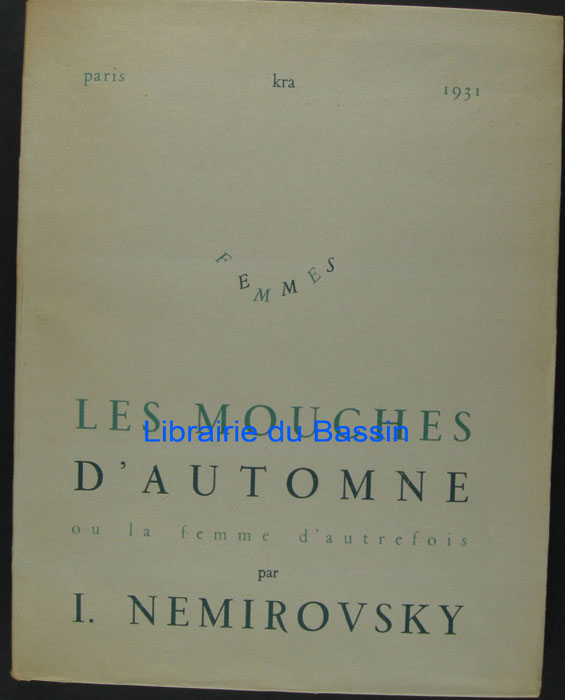 paris kra 1931
FEMMES
LES MOUCHES
Librairie du Bassin
D'AUTOMNE
ou la femme d'autrefois
par
I. NEMIROVSKY